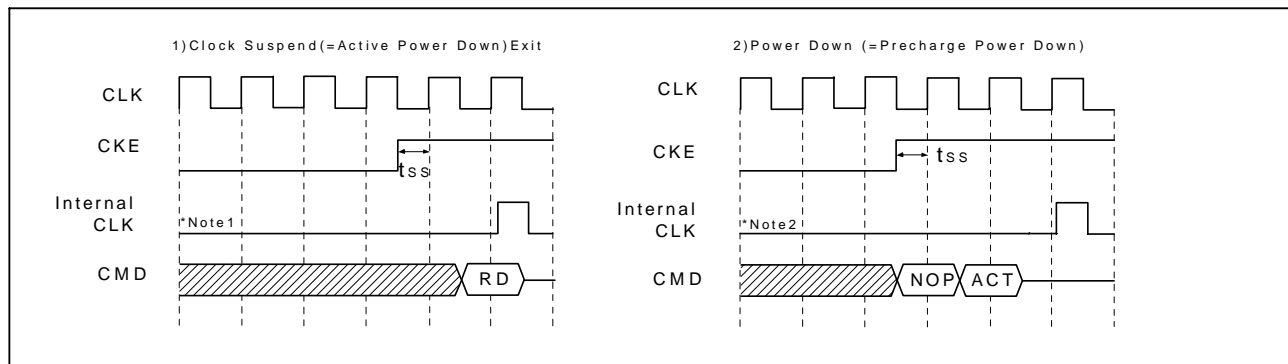 1)Clock Suspend(=Active Power Down)Exit
CLK
CKE
tss
Internal
CLK
*Note1
CMD
RD
2)Power Down (=Precharge Power Down)
CLK
CKE
tss
Internal
CLK
*Note2
CMD
NOP
ACT